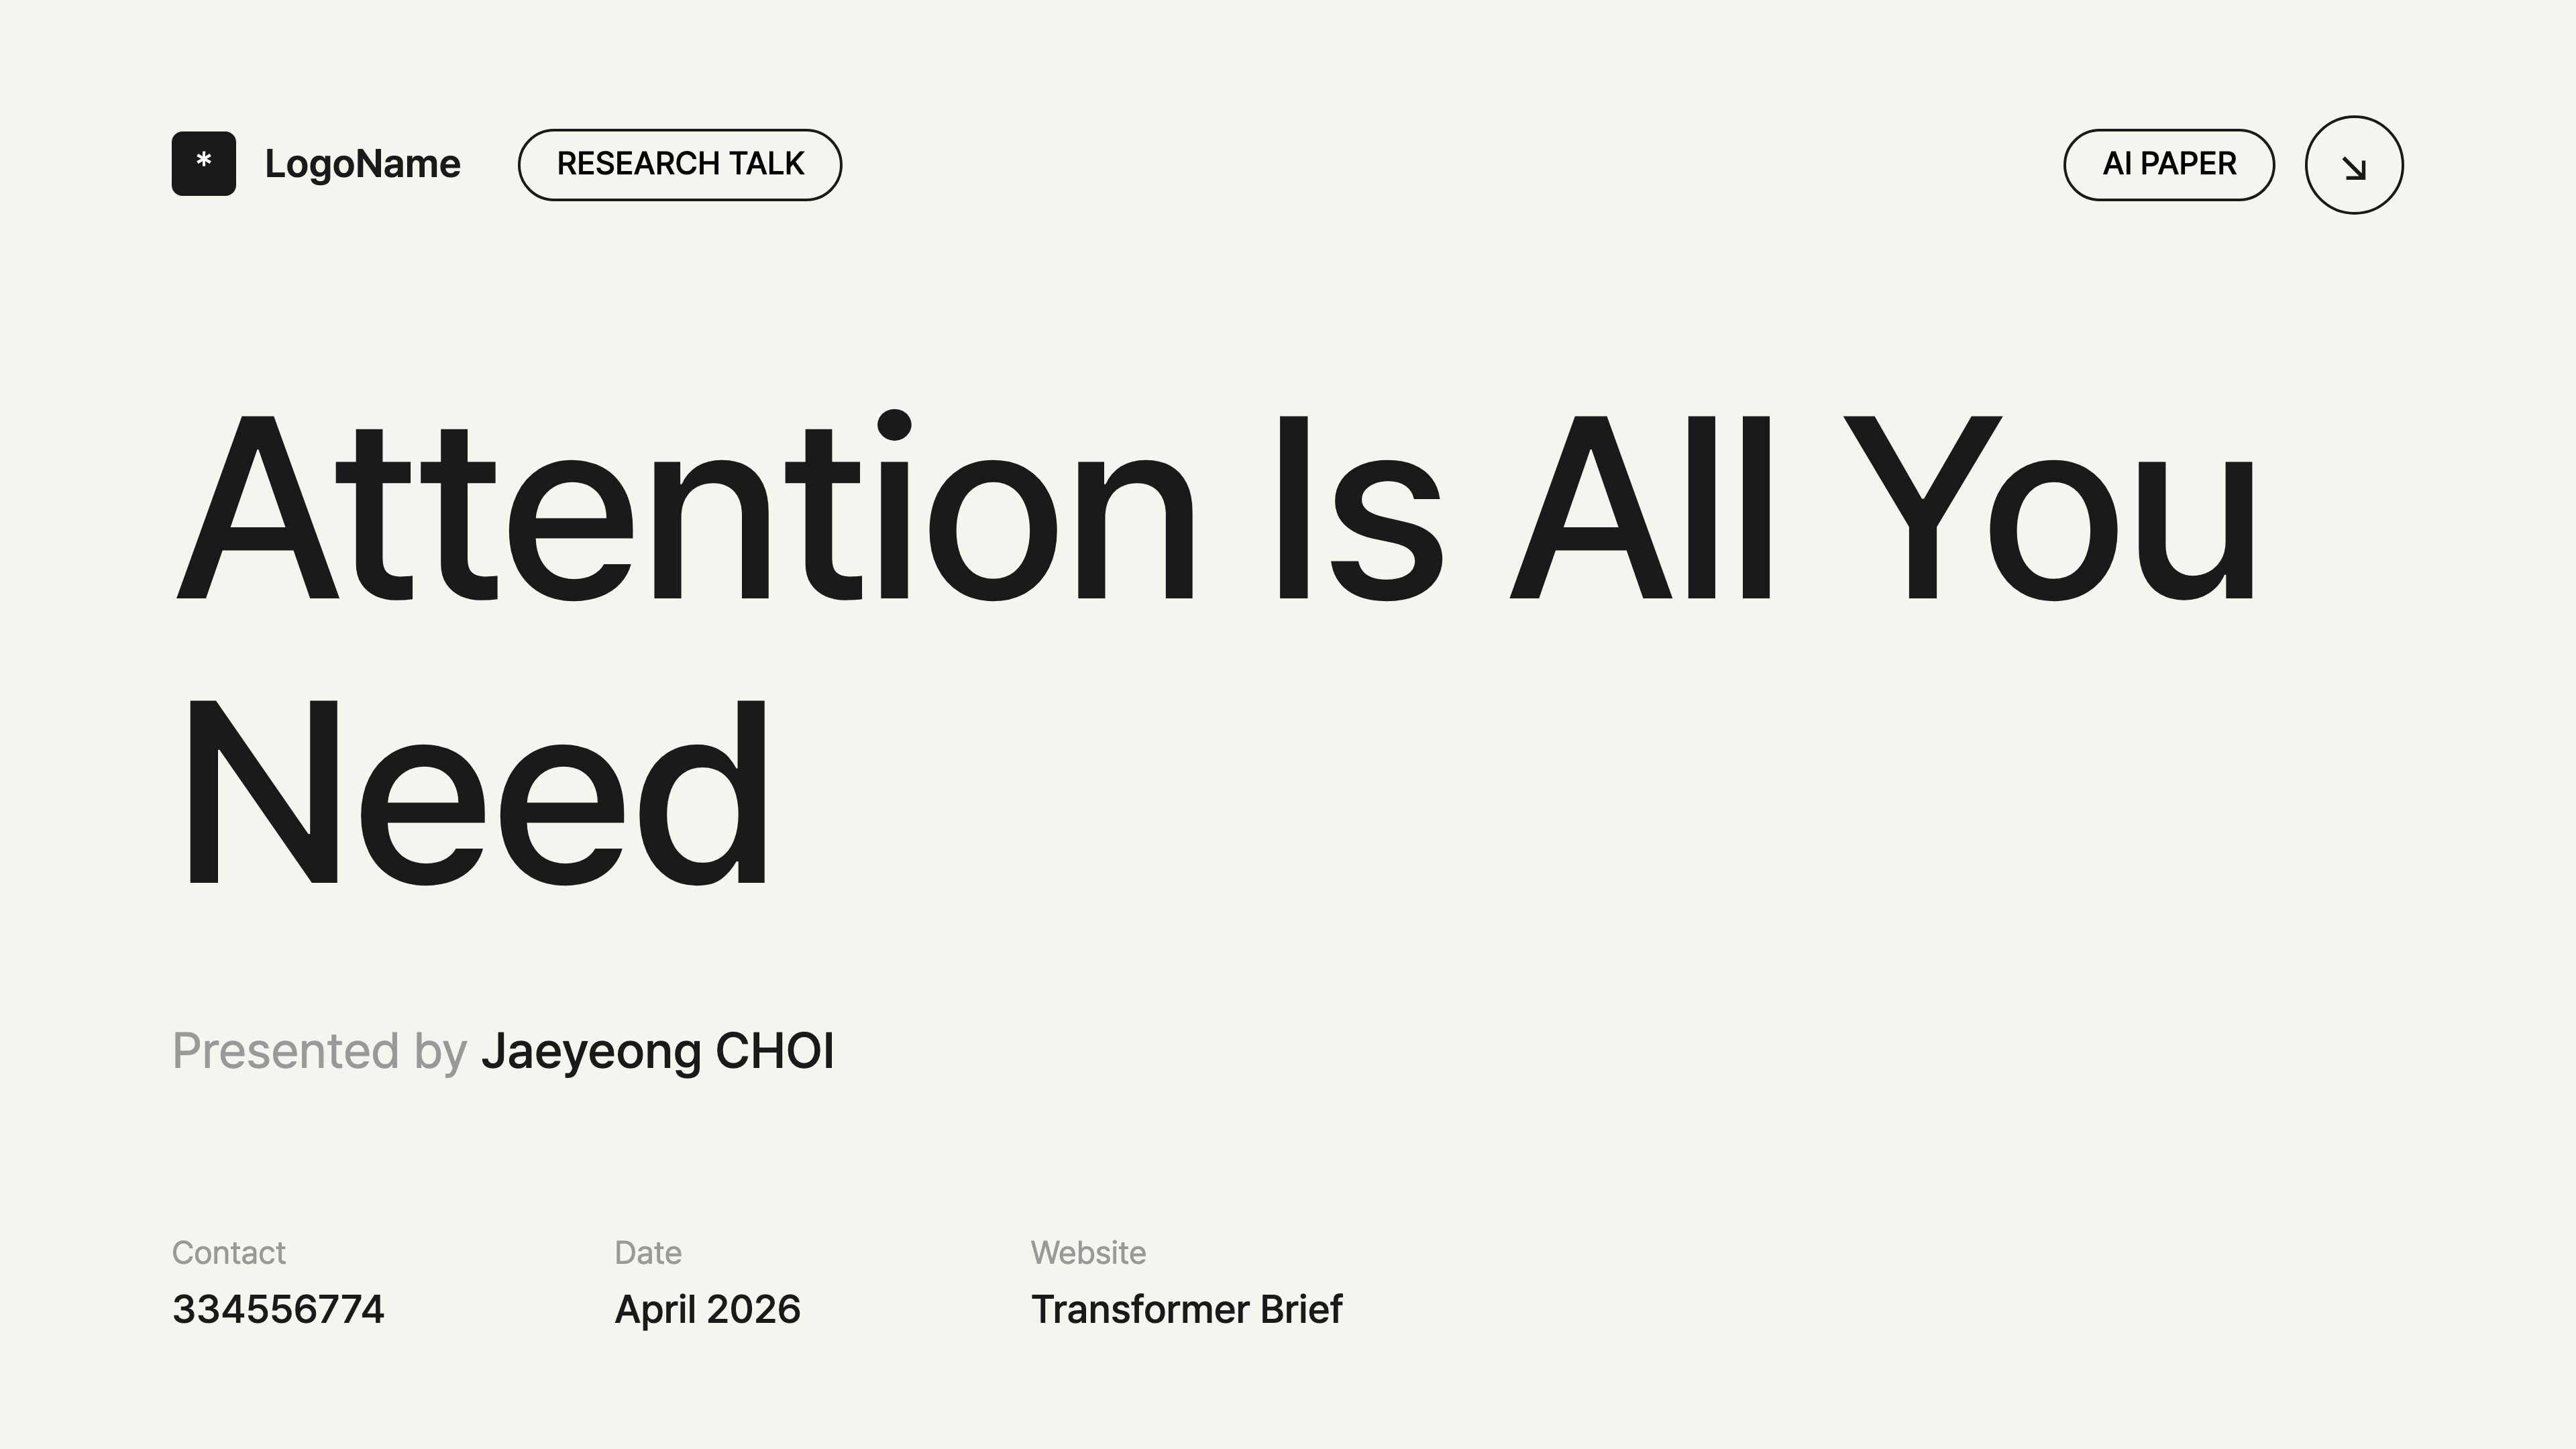 *
LogoName
RESEARCH TALK
AI PAPER
Attention Is All You
Need
Presented by Jaeyeong CHOI
Contact
334556774
Date
April 2026
Website
Transformer Brief